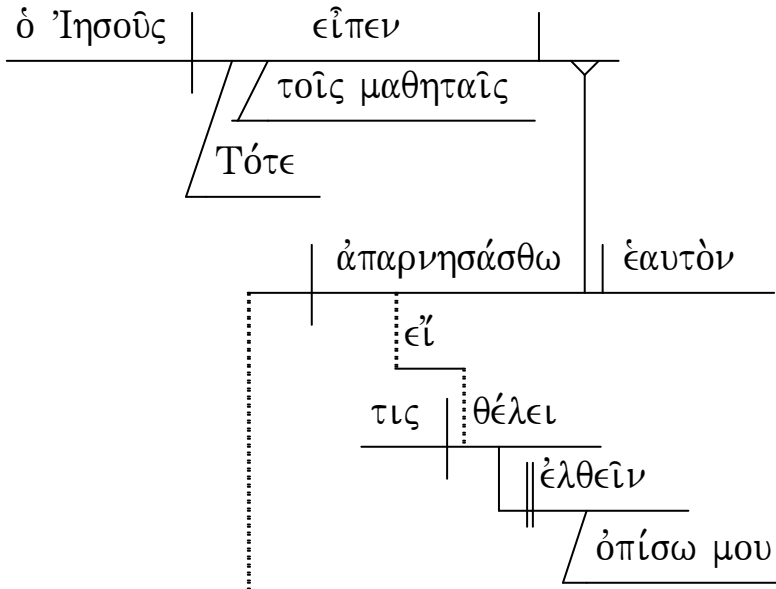 ὁ Ἰησοῦς εἶπεν
τοῖς μαθηταῖς
Τότε
ἀπαρνησάσθω ἑαυτὸν
εἴ
τις θέλει
ἐλθεῖν
ὀπίσω μου